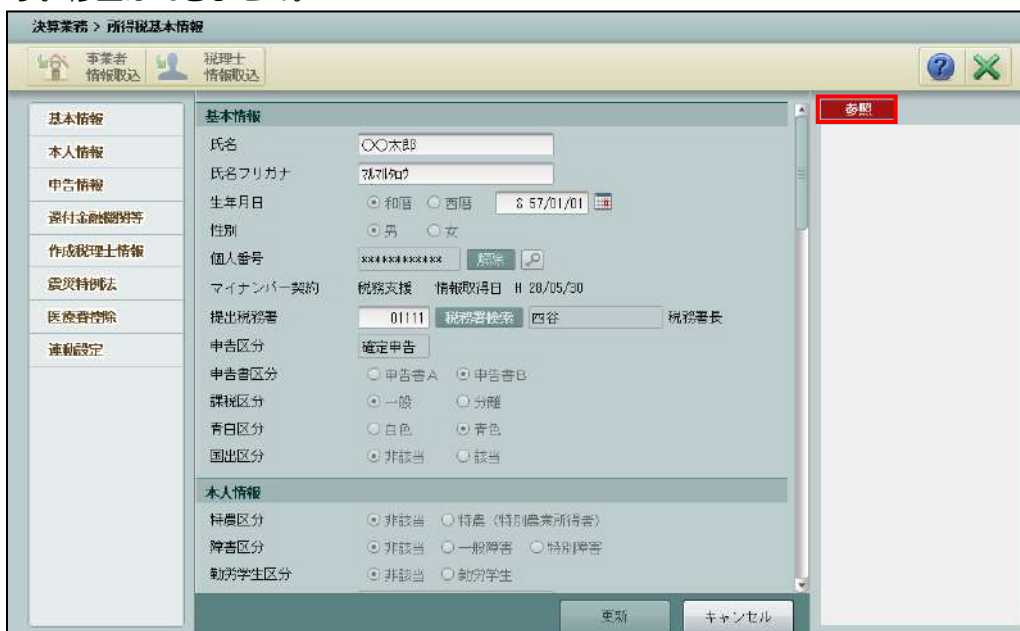 決算業務 > 所得税基本情報
事業者
情報取込
税理士
情報取込
基本情報
本人情報
申告情報
還付金融機関等
作成税理士情報
震災特例法
医療費控除
連動設定
基本情報
氏名 〇〇太郎
氏名フリガナ ﾏﾙﾏﾙﾀﾛｳ
生年月日 和暦 西暦 S 57/01/01
性別 男 女
個人番号 ************ 解除
マイナンバー契約 税務支援 情報取得日 H 28/05/30
提出税務署 01111 税務署検索 四谷 税務署長
申告区分 確定申告
申告書区分 申告書A 申告書B
課税区分 一般 分離
青白区分 白色 青色
国出区分 非該当 該当
本人情報
特農区分 非該当 特農（特別農業所得者）
障害区分 非該当 一般障害 特別障害
勤労学生区分 非該当 勤労学生
更新 キャンセル
参照